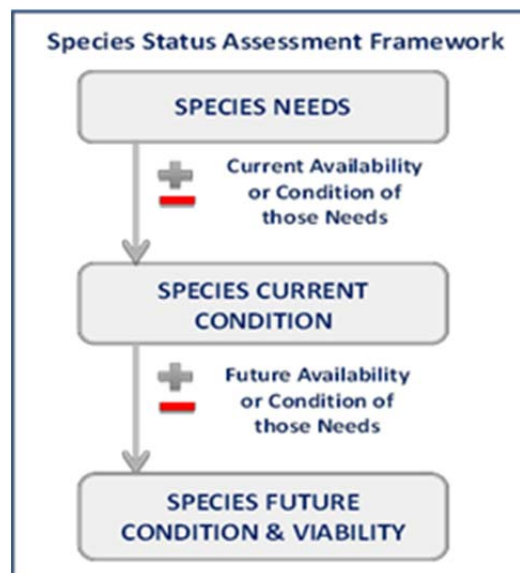 Species Status Assessment Framework
SPECIES NEEDS
Current Availability
or Condition of
those Needs
SPECIES CURRENT
CONDITION
Future Availability
or Condition of
those Needs
SPECIES FUTURE
CONDITION & VIABILITY